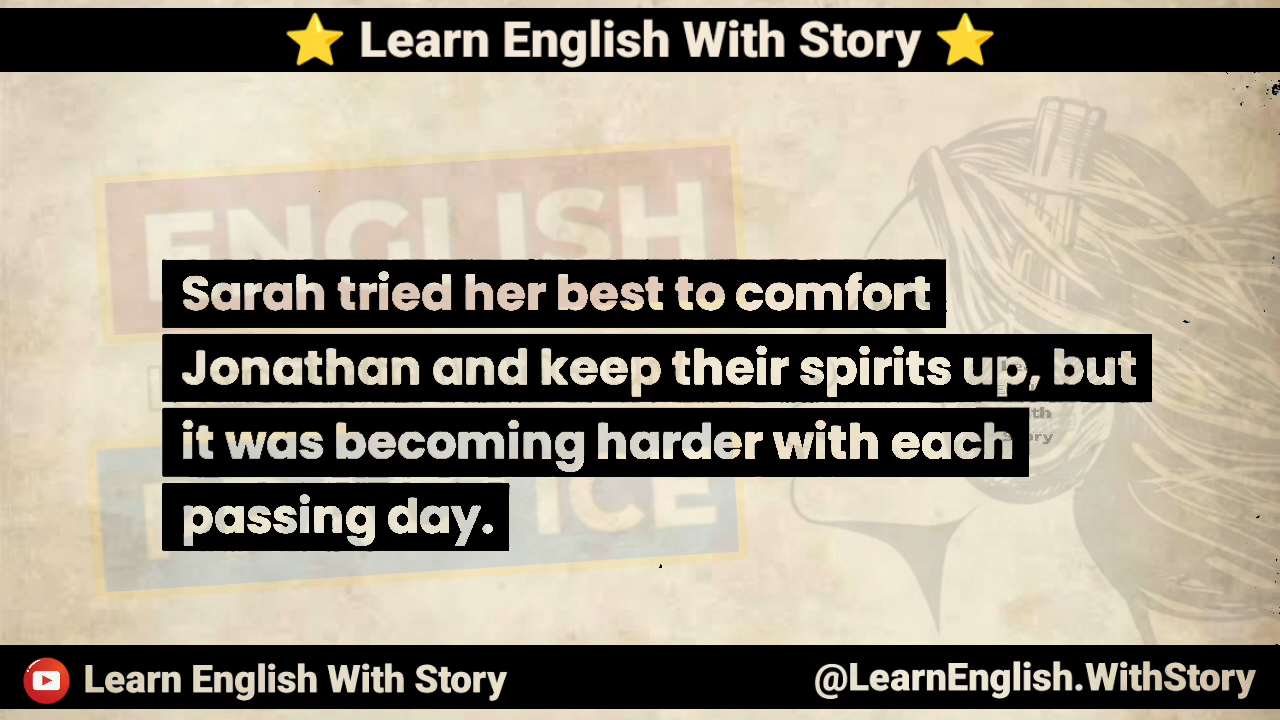 ⭐ Learn English With Story ⭐
ENGLISH
Sarah tried her best to comfort
Jonathan and keep their spirits up, but
it was becoming harder with each
passing day.
Learn English With Story
@LearnEnglish.WithStory